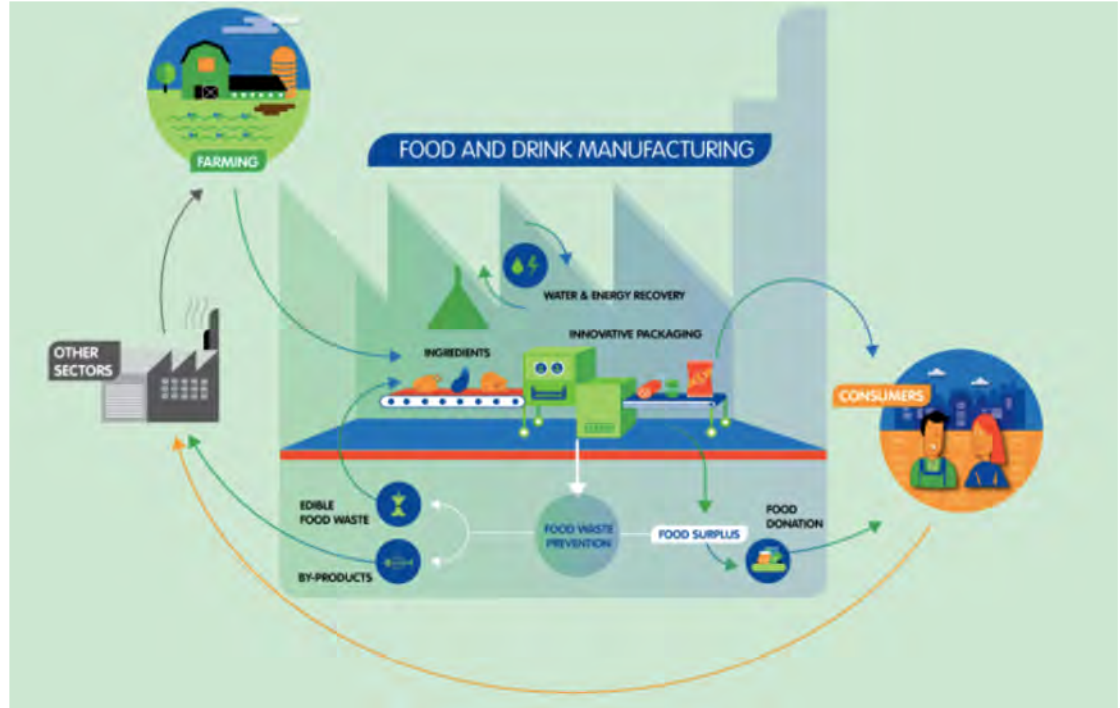 FOOD AND DRINK MANUFACTURING
FARMING
WATER & ENERGY RECOVERY
INNOVATIVE PACKAGING
INGREDIENTS
OTHER
SECTORS
CONSUMERS
EDIBLE
FOOD WASTE
FOOD WASTE
PREVENTION
FOOD SURPLUS
FOOD
DONATION
BY-PRODUCTS